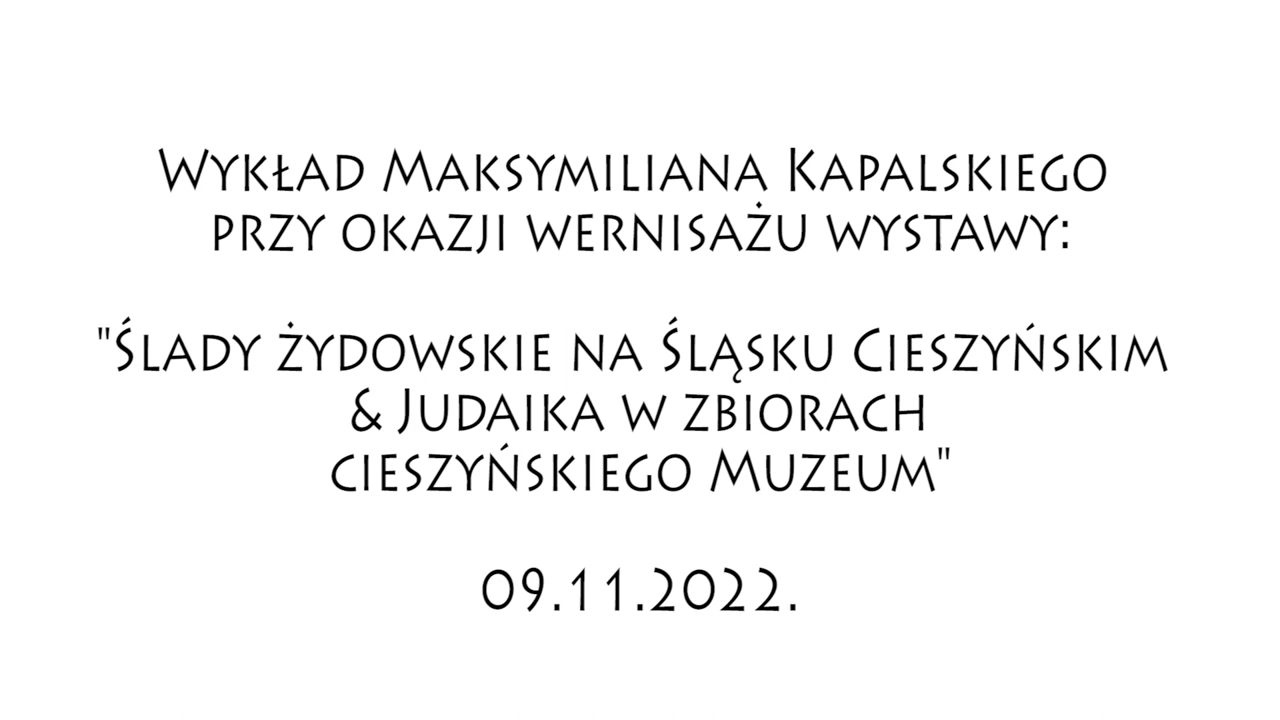 Wykład Maksymiliana Kapalskiego
przy okazji wernisażu wystawy:
"Ślady żydowskie na Śląsku Cieszyńskim
& Judaika w zbiorach
cieszyńskiego Muzeum"
09.11.2022.